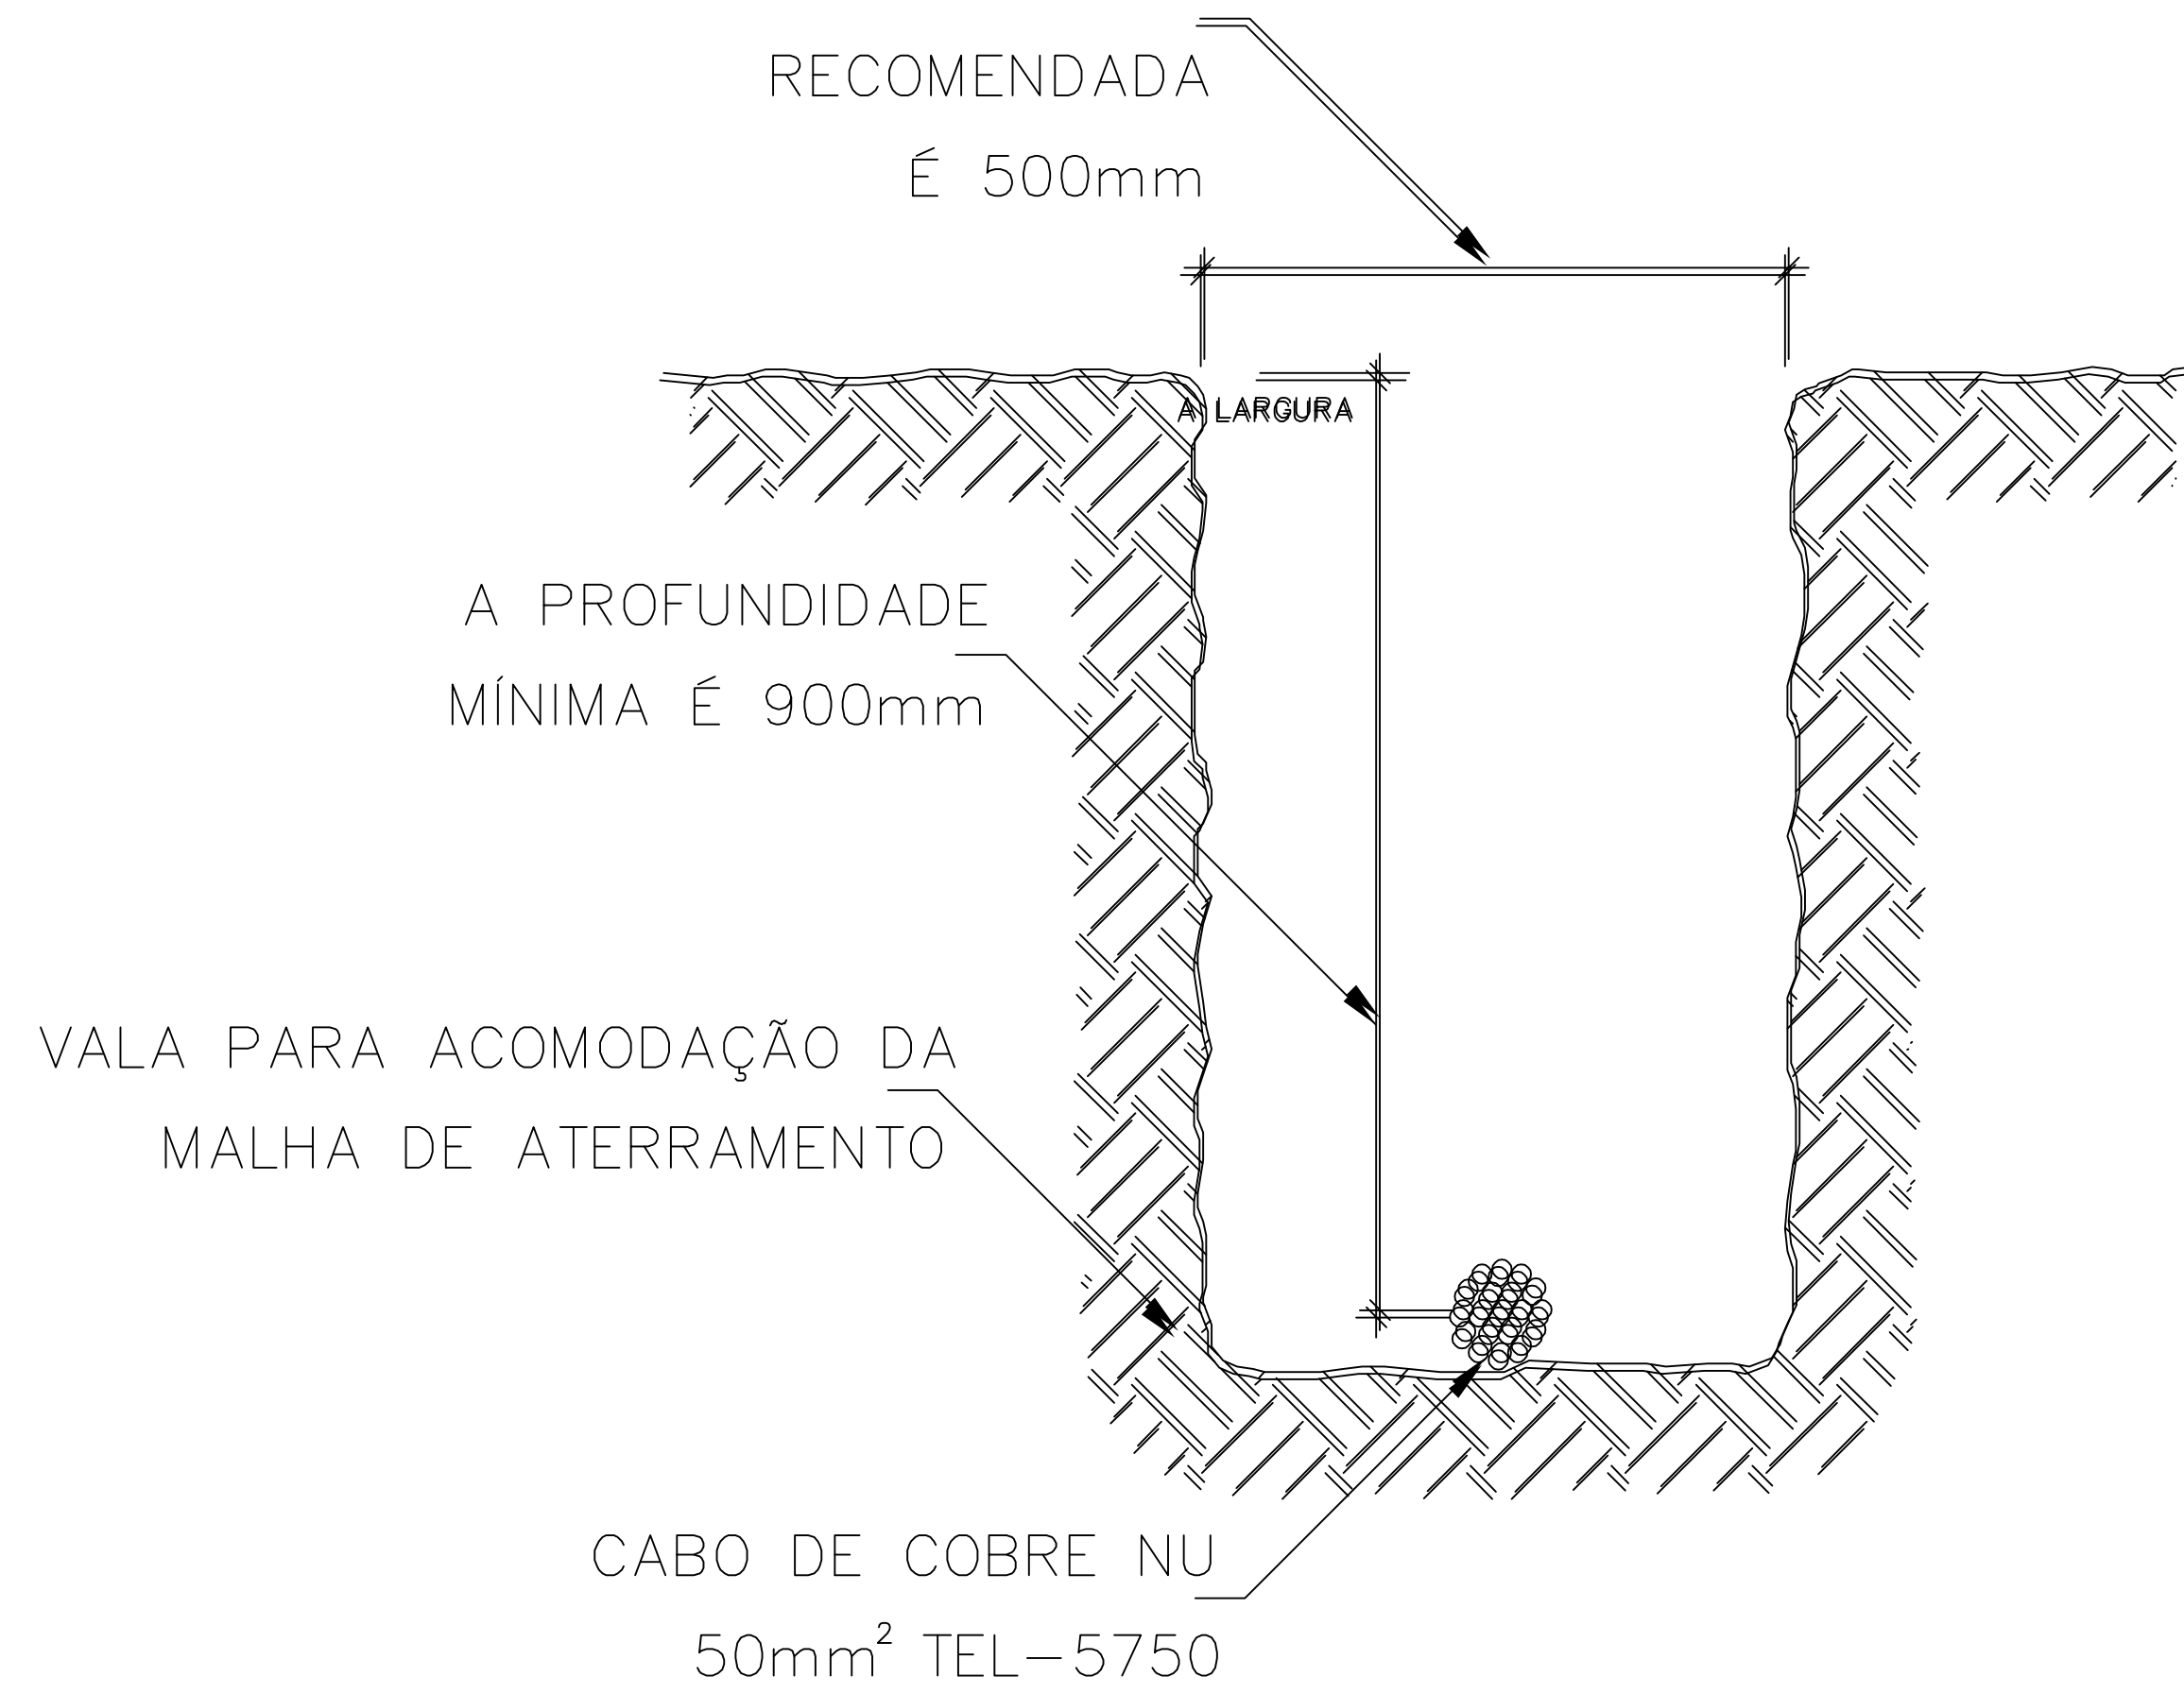 RECOMENDADA
É 500mm
A LARGURA
A PROFUNDIDADE
MÍNIMA É 900mm
VALA PARA ACOMODAÇÃO DA
MALHA DE ATERRAMENTO
CABO DE COBRE NU
50mm² TEL-5750